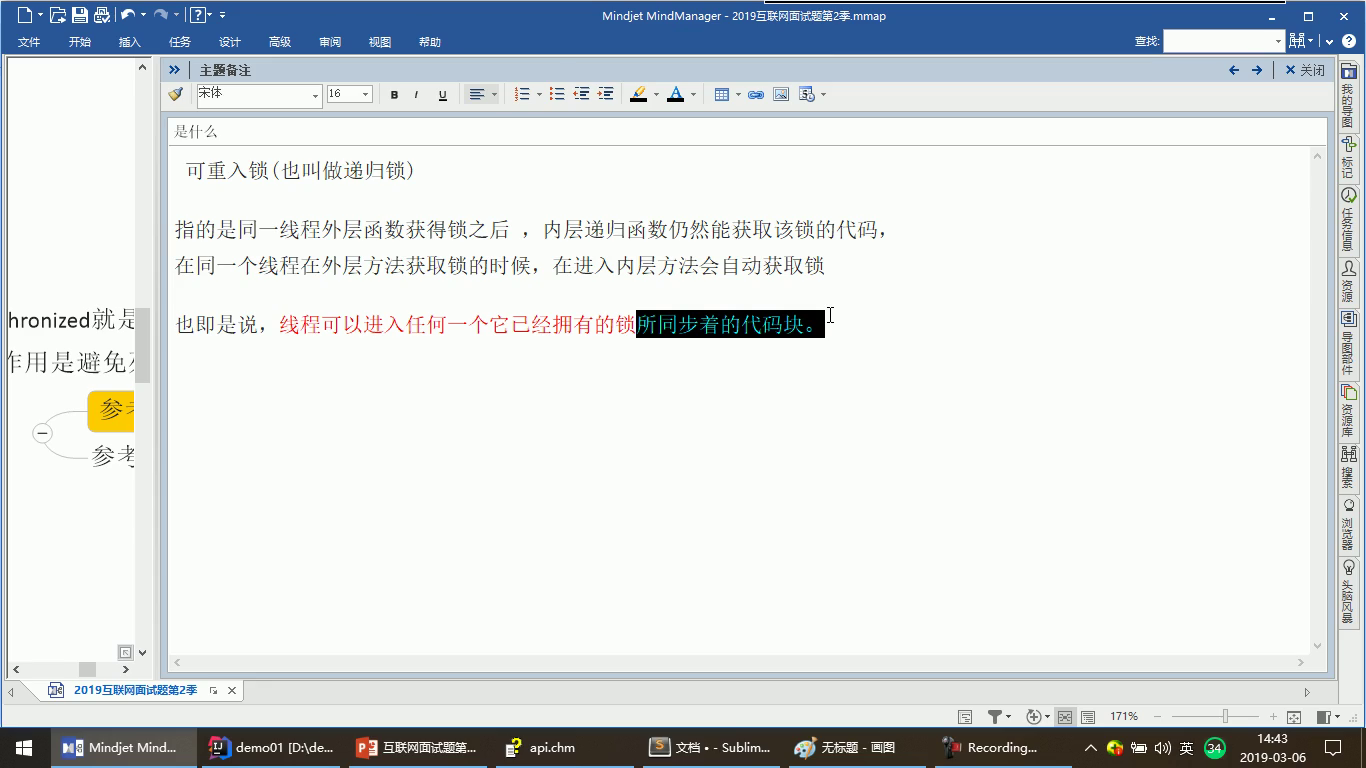 Mindjet MindManager - 2019互联网面试题第2季.mmap
文件 开始 插入 任务 设计 高级 审阅 视图 帮助 查找:
主题备注 关闭
宋体 16 B I U A
是什么
可重入锁(也叫做递归锁)
指的是同一线程外层函数获得锁之后 ，内层递归函数仍然能获取该锁的代码，
在同一个线程在外层方法获取锁的时候，在进入内层方法会自动获取锁
也即是说，线程可以进入任何一个它已经拥有的锁所同步着的代码块。
hronized就是
作用是避免
参考
参考
我的导图
标记
任务信息
资源
导图部件
资源库
搜索
浏览器
头脑风暴
2019互联网面试题第2季
171%
Mindjet Mind... demo01 [D:\de... 互联网面试题第... api.chm 文档 • - Sublim... 无标题 - 画图 Recording... 英 34 14:43
2019-03-06